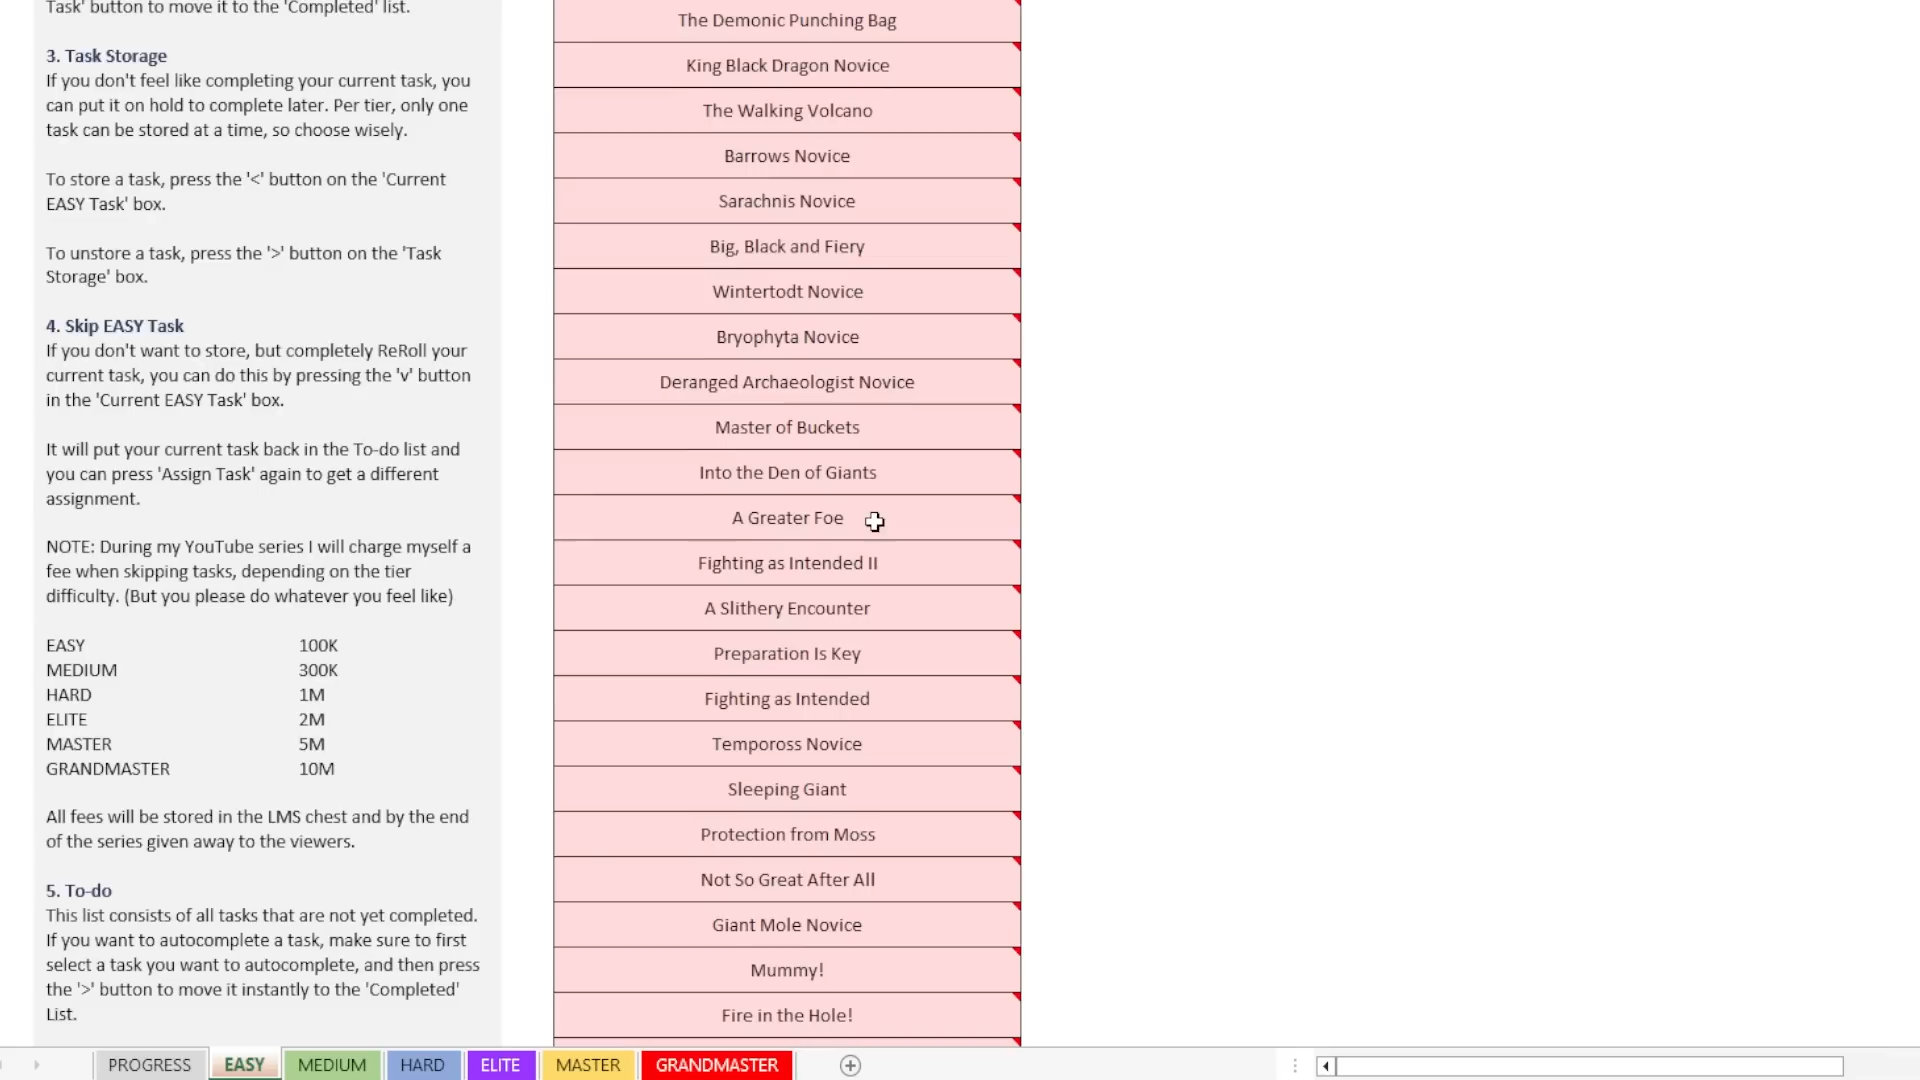 Task' button to move it to the 'Completed' list.
3. Task Storage
If you don't feel like completing your current task, you
can put it on hold to complete later. Per tier, only one
task can be stored at a time, so choose wisely.
To store a task, press the '<' button on the 'Current
EASY Task' box.
To unstore a task, press the '>' button on the 'Task
Storage' box.
4. Skip EASY Task
If you don't want to store, but completely ReRoll your
current task, you can do this by pressing the 'v' button
in the 'Current EASY Task' box.
It will put your current task back in the To-do list and
you can press 'Assign Task' again to get a different
assignment.
NOTE: During my YouTube series I will charge myself a
fee when skipping tasks, depending on the tier
difficulty. (But you please do whatever you feel like)
EASY 100K
MEDIUM 300K
HARD 1M
ELITE 2M
MASTER 5M
GRANDMASTER 10M
All fees will be stored in the LMS chest and by the end
of the series given away to the viewers.
5. To-do
This list consists of all tasks that are not yet completed.
If you want to autocomplete a task, make sure to first
select a task you want to autocomplete, and then press
the '>' button to move it instantly to the 'Completed'
List.
The Demonic Punching Bag
King Black Dragon Novice
The Walking Volcano
Barrows Novice
Sarachnis Novice
Big, Black and Fiery
Wintertodt Novice
Bryophyta Novice
Deranged Archaeologist Novice
Master of Buckets
Into the Den of Giants
A Greater Foe
Fighting as Intended II
A Slithery Encounter
Preparation Is Key
Fighting as Intended
Tempoross Novice
Sleeping Giant
Protection from Moss
Not So Great After All
Giant Mole Novice
Mummy!
Fire in the Hole!
PROGRESS EASY MEDIUM HARD ELITE MASTER GRANDMASTER